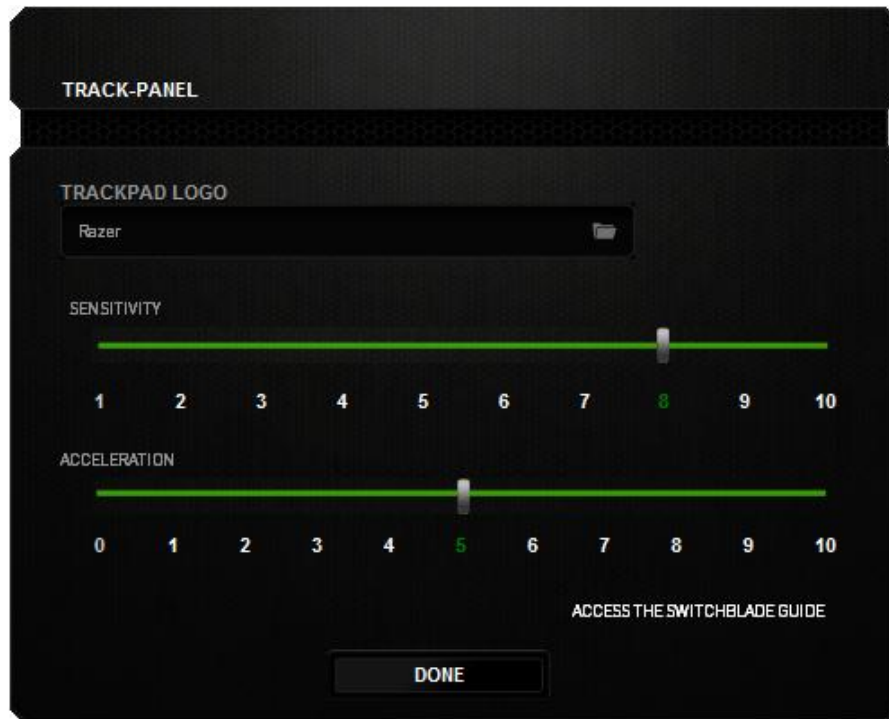 TRACK-PANEL
TRACKPAD LOGO
Razer
SENSITIVITY
1 2 3 4 5 6 7 8 9 10
ACCELERATION
0 1 2 3 4 5 6 7 8 9 10
ACCESS THE SWITCHBLADE GUIDE
DONE